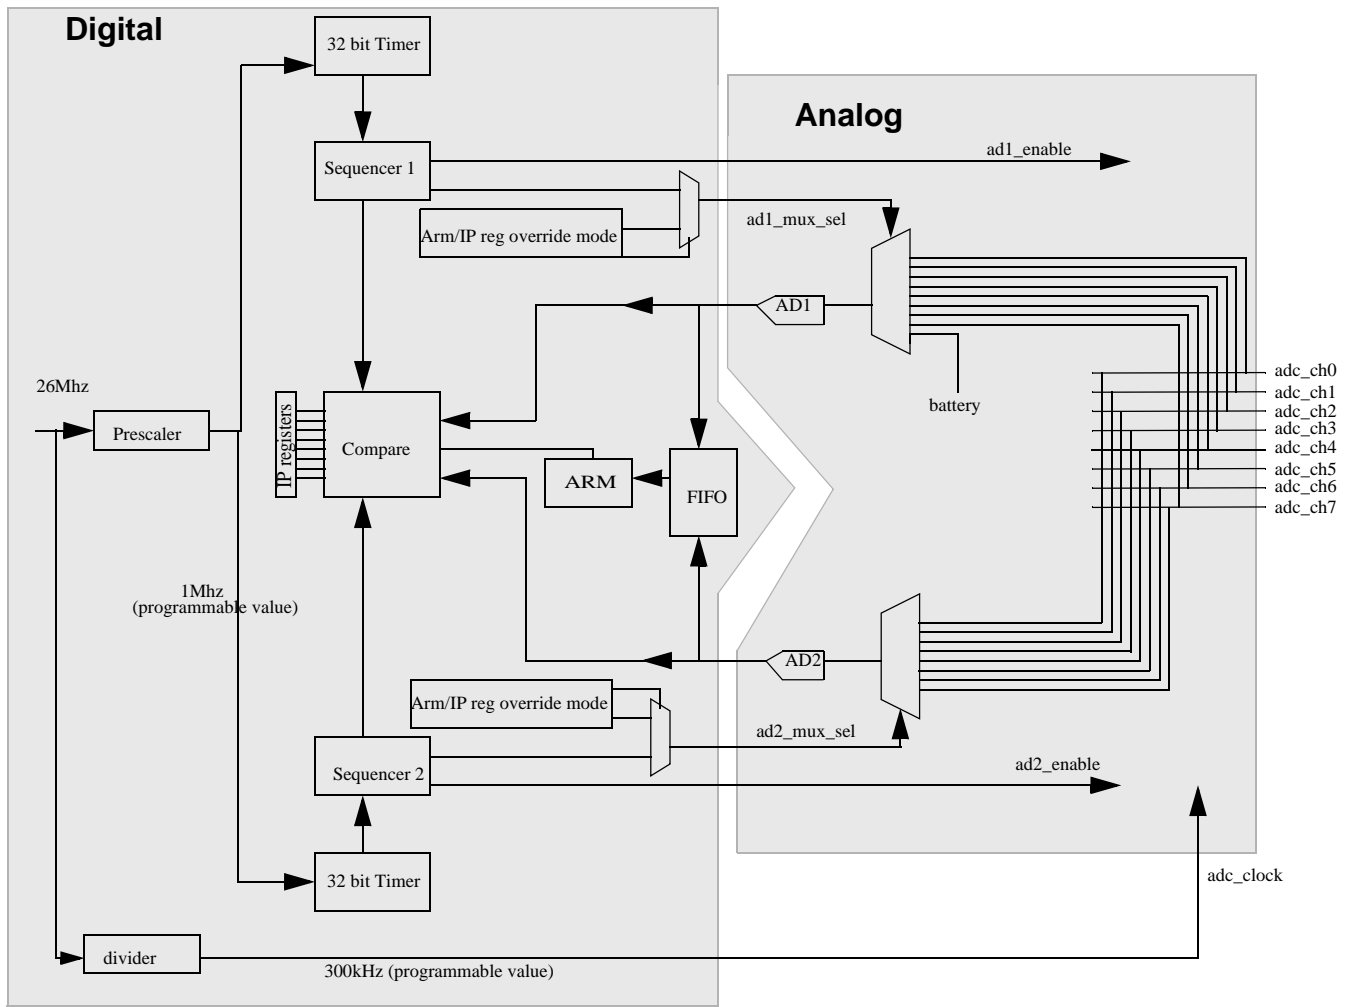 Digital
32 bit Timer
Analog
ad1_enable
Sequencer 1
ad1_mux_sel
Arm/IP reg override mode
AD1
adc_ch0
26Mhz
adc_ch1
battery
adc_ch2
adc_ch3
Prescaler
IP registers
Compare
adc_ch4
adc_ch5
ARM
adc_ch6
FIFO
adc_ch7
1Mhz
(programmable value)
AD2
Arm/IP reg override mode
ad2_mux_sel
ad2_enable
Sequencer 2
32 bit Timer
adc_clock
divider
300kHz (programmable value)